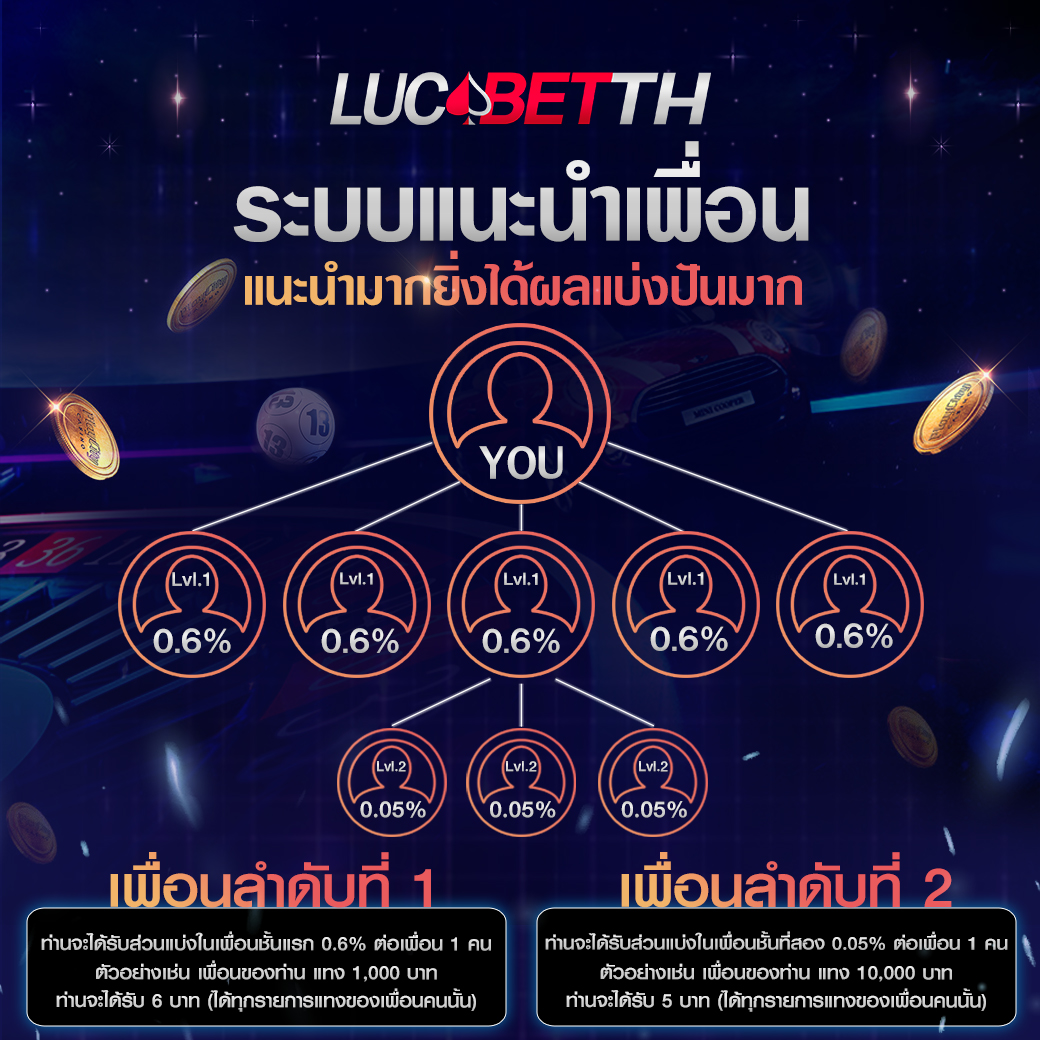 LUCABETTH
ระบบแนะนำเพื่อน
แนะนำมากยิ่งได้ผลแบ่งปันมาก
13
13
MINI COOPER
YOU
36
Lvl.1
Lvl.1
Lvl.1
Lvl.1
Lvl.1
0.6%
0.6%
0.6%
0.6%
0.6%
Lvl.2
Lvl.2
Lvl.2
0.05%
0.05%
0.05%
เพื่อนลำดับที่ 1
ท่านจะได้รับส่วนแบ่งในเพื่อนชั้นแรก 0.6% ต่อเพื่อน 1 คน
ตัวอย่างเช่น เพื่อนของท่าน แทง 1,000 บาท
ท่านจะได้รับ 6 บาท (ได้ทุกรายการแทงของเพื่อนคนนั้น)
เพื่อนลำดับที่ 2
ท่านจะได้รับส่วนแบ่งในเพื่อนชั้นที่สอง 0.05% ต่อเพื่อน 1 คน
ตัวอย่างเช่น เพื่อนของท่าน แทง 10,000 บาท
ท่านจะได้รับ 5 บาท (ได้ทุกรายการแทงของเพื่อนคนนั้น)